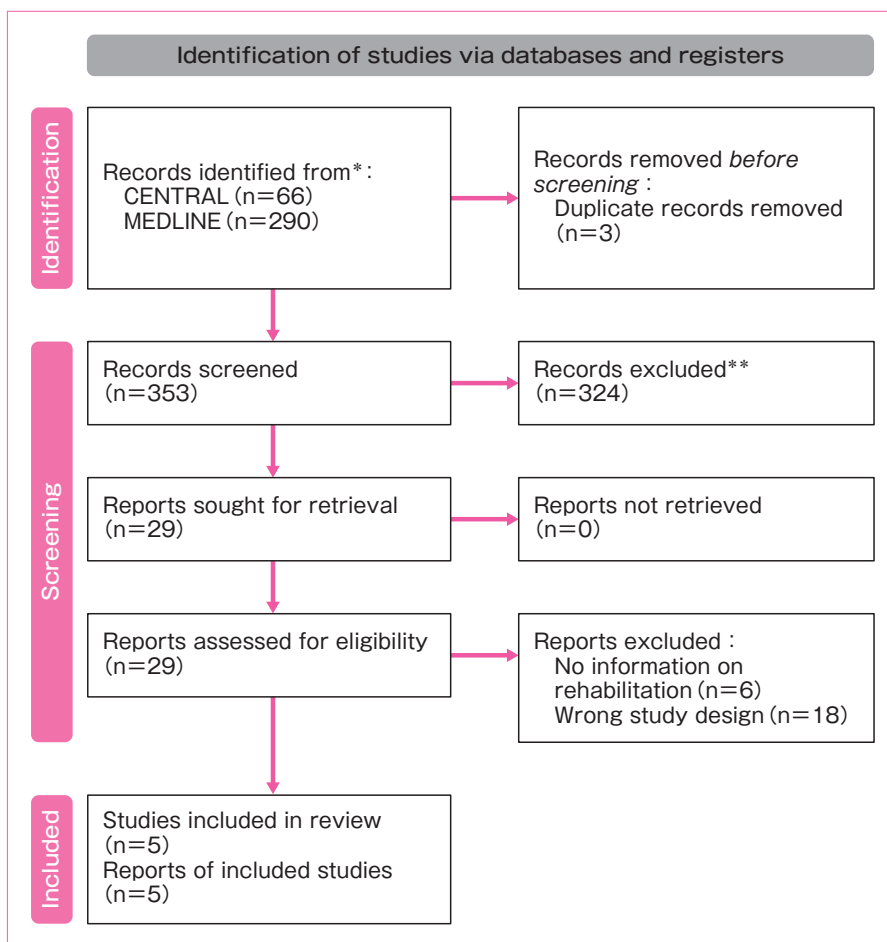 Identification of studies via databases and registers
Identification
Records identified from*:
CENTRAL (n=66)
MEDLINE (n=290)
Records removed before
screening:
Duplicate records removed
(n=3)
Screening
Records screened
(n=353)
Records excluded**
(n=324)
Reports sought for retrieval
(n=29)
Reports not retrieved
(n=0)
Reports assessed for eligibility
(n=29)
Reports excluded:
No information on
rehabilitation (n=6)
Wrong study design (n=18)
Included
Studies included in review
(n=5)
Reports of included studies
(n=5)